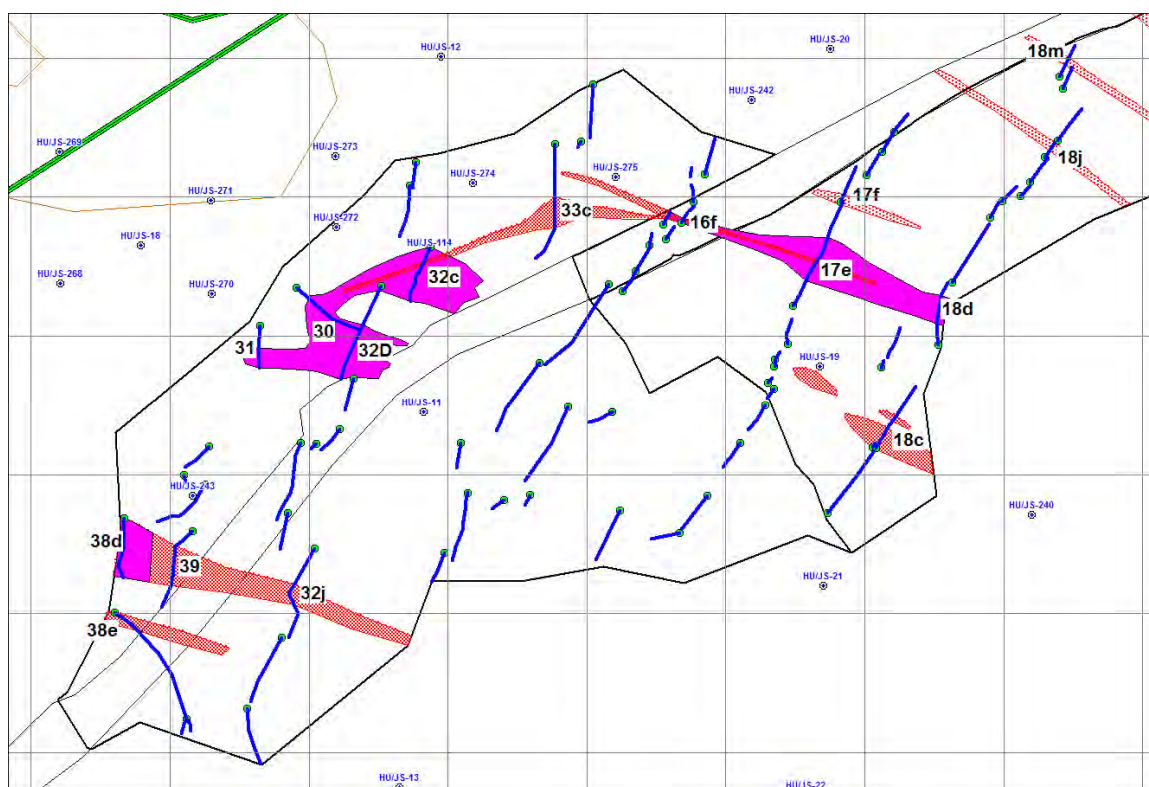 HU/JS-20
HU/JS-12
18m
HU/JS-242
HU/JS-269
HU/JS-273
18j
HU/JS-274
HU/JS-275
17f
HU/JS-271
33c
HU/JS-272
16f
HU/JS-18
HU/JS-114
17e
32c
HU/JS-268
HU/JS-270
18d
30
31
32D
HU/JS-19
HU/JS-11
18c
HU/JS-243
HU/JS-240
38d
39
HU/JS-21
32j
38e
HU/JS-13
HU/JS-22